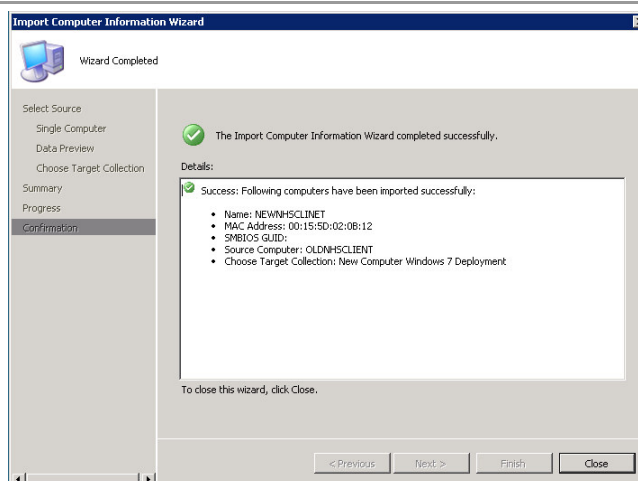 Import Computer Information Wizard
Wizard Completed
Select Source
Single Computer
Data Preview
Choose Target Collection
Summary
Progress
Confirmation
The Import Computer Information Wizard completed successfully.
Details:
Success: Following computers have been imported successfully:
• Name: NEWNHSCLINET
• MAC Address: 00:15:5D:02:0B:12
• SMBIOS GUID:
• Source Computer: OLDNHSCLIENT
• Choose Target Collection: New Computer Windows 7 Deployment
To close this wizard, click Close.
< Previous Next > Finish Close